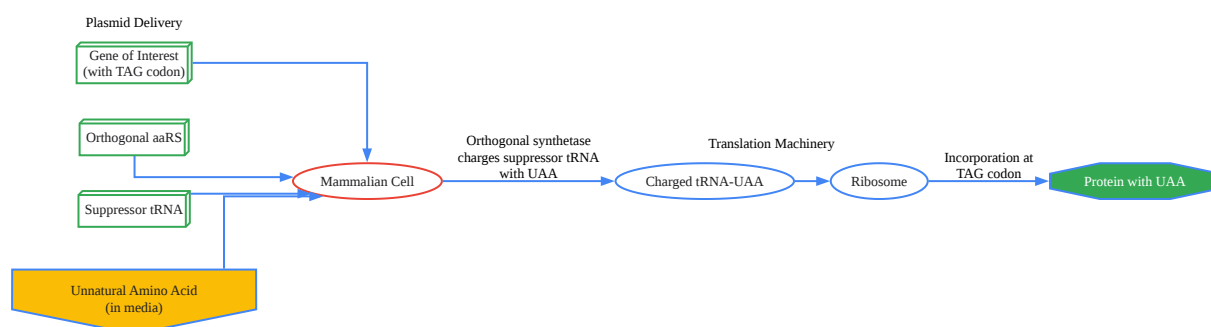 Plasmid Delivery
Gene of Interest
(with TAG codon)
Orthogonal aaRS
Suppressor tRNA
Unnatural Amino Acid
(in media)
Mammalian Cell
Orthogonal synthetase
charges suppressor tRNA
with UAA
Translation Machinery
Charged tRNA-UAA
Ribosome
Incorporation at
TAG codon
Protein with UAA